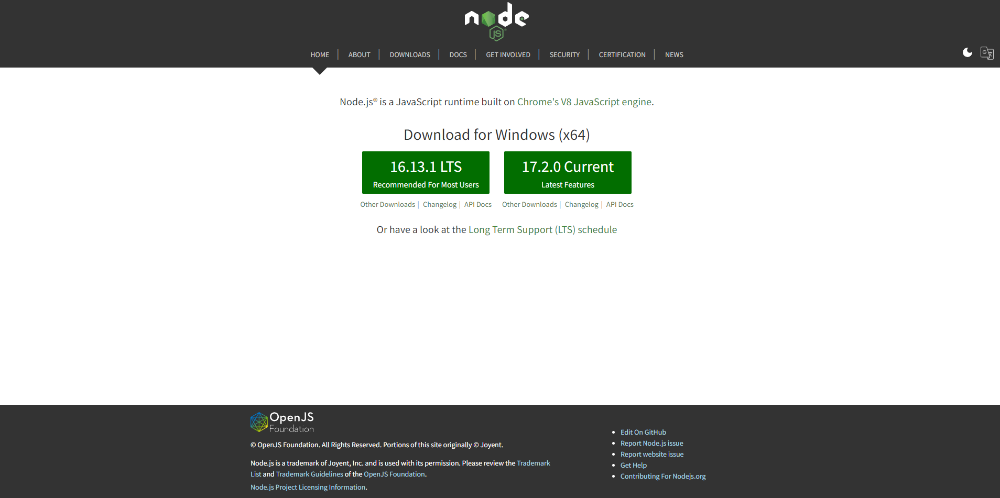 node
JS
HOME | ABOUT | DOWNLOADS | DOCS | GET INVOLVED | SECURITY | CERTIFICATION | NEWS
Node.js® is a JavaScript runtime built on Chrome's V8 JavaScript engine.
Download for Windows (x64)
16.13.1 LTS
Recommended For Most Users
Other Downloads | Changelog | API Docs
17.2.0 Current
Latest Features
Other Downloads | Changelog | API Docs
Or have a look at the Long Term Support (LTS) schedule
OpenJS
Foundation
© OpenJS Foundation. All Rights Reserved. Portions of this site originally © Joyent.
Node.js is a trademark of Joyent, Inc. and is used with its permission. Please review the Trademark
List and Trademark Guidelines of the OpenJS Foundation.
Node.js Project Licensing Information.
Edit On GitHub
Report Node.js issue
Report website issue
Get Help
Contributing For Nodejs.org